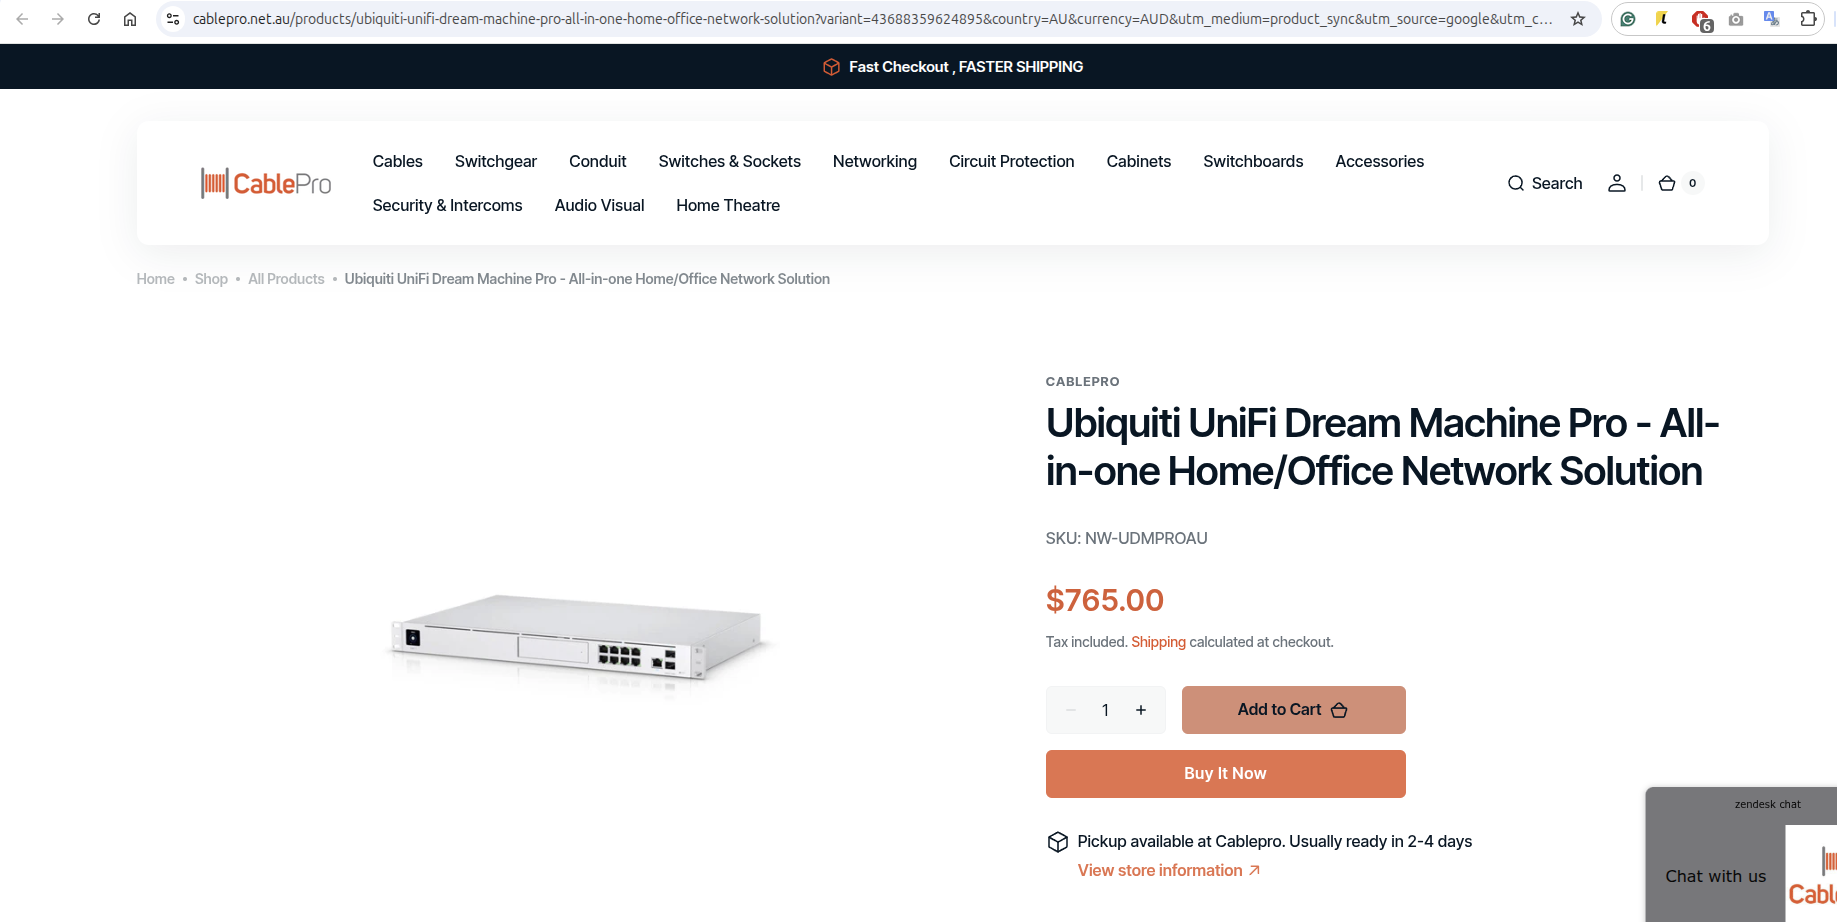 cablepro.net.au/products/ubiquiti-unifi-dream-machine-pro-all-in-one-home-office-network-solution?variant=43688359624895&country=AU&currency=AUD&utm_medium=product_sync&utm_source=google&utm_c...
6
Fast Checkout , FASTER SHIPPING
CablePro
Cables Switchgear Conduit Switches & Sockets Networking Circuit Protection Cabinets Switchboards Accessories
Security & Intercoms Audio Visual Home Theatre
Search 0
Home • Shop • All Products • Ubiquiti UniFi Dream Machine Pro - All-in-one Home/Office Network Solution
CABLEPRO
Ubiquiti UniFi Dream Machine Pro - All-
in-one Home/Office Network Solution
SKU: NW-UDMPROAU
$765.00
Tax included. Shipping calculated at checkout.
− 1 + Add to Cart
Buy It Now
Pickup available at Cablepro. Usually ready in 2-4 days
View store information
zendesk chat
Chat with us
Cabl